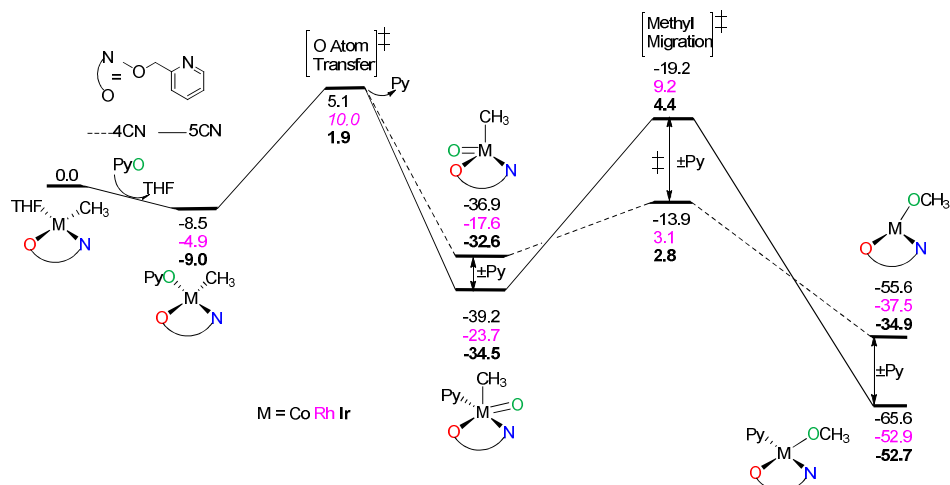 [O Atom
Transfer]‡
[Methyl
Migration]‡
N
O
N
=
O
----4CN ——5CN
PyO
THF
0.0
THF
CH3
M
O
N
-8.5
-4.9
-9.0
PyO
CH3
M
O
N
5.1
10.0
1.9
Py
CH3
O=M
O
N
-36.9
-17.6
-32.6
±Py
-39.2
-23.7
-34.5
CH3
Py
M=O
O
N
-19.2
9.2
4.4
‡
±Py
-13.9
3.1
2.8
OCH3
M
O
N
-55.6
-37.5
-34.9
±Py
-65.6
-52.9
-52.7
Py
OCH3
M
O
N
M = Co Rh Ir